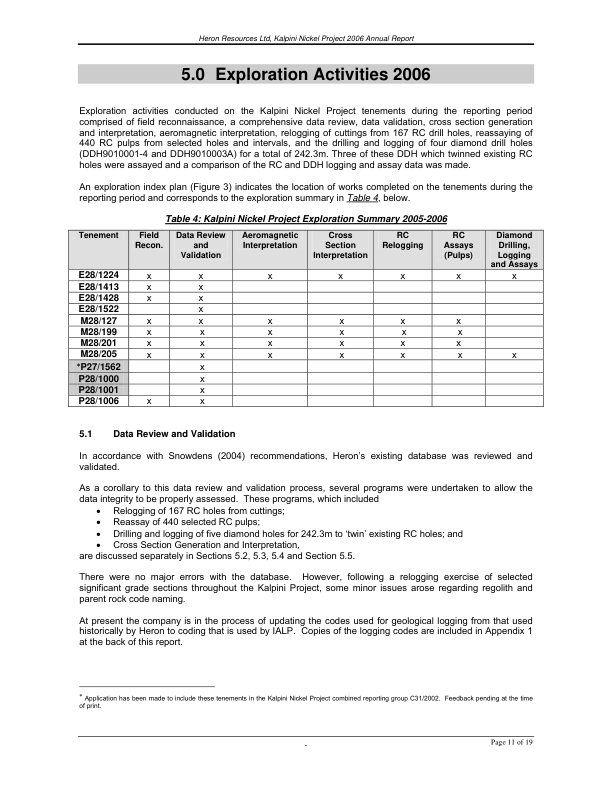 Heron Resources Ltd, Kalpini Nickel Project 2006 Annual Report
5.0 Exploration Activities 2006
Exploration activities conducted on the Kalpini Nickel Project tenements during the reporting period
comprised of field reconnaissance, a comprehensive data review, data validation, cross section generation
and interpretation, aeromagnetic interpretation, relogging of cuttings from 167 RC drill holes, reassaying of
440 RC pulps from selected holes and intervals, and the drilling and logging of four diamond drill holes
(DDH9010001-4 and DDH9010003A) for a total of 242.3m. Three of these DDH which twinned existing RC
holes were assayed and a comparison of the RC and DDH logging and assay data was made.
An exploration index plan (Figure 3) indicates the location of works completed on the tenements during the
reporting period and corresponds to the exploration summary in Table 4, below.
Table 4: Kalpini Nickel Project Exploration Summary 2005-2006
Tenement Field Recon. Data Review and Validation Aeromagnetic Interpretation Cross Section Interpretation RC Relogging RC Assays (Pulps) Diamond Drilling, Logging and Assays
E28/1224 x x x x x x x
E28/1413 x x
E28/1428 x x
E28/1522 x
M28/127 x x x x x x
M28/199 x x x x x x
M28/201 x x x x x x
M28/205 x x x x x x x
*P27/1562 x
P28/1000 x
P28/1001 x
P28/1006 x x
5.1 Data Review and Validation
In accordance with Snowdens (2004) recommendations, Heron's existing database was reviewed and
validated.
As a corollary to this data review and validation process, several programs were undertaken to allow the
data integrity to be properly assessed. These programs, which included
• Relogging of 167 RC holes from cuttings;
• Reassay of 440 selected RC pulps;
• Drilling and logging of five diamond holes for 242.3m to 'twin' existing RC holes; and
• Cross Section Generation and Interpretation,
are discussed separately in Sections 5.2, 5.3, 5.4 and Section 5.5.
There were no major errors with the database. However, following a relogging exercise of selected
significant grade sections throughout the Kalpini Project, some minor issues arose regarding regolith and
parent rock code naming.
At present the company is in the process of updating the codes used for geological logging from that used
historically by Heron to coding that is used by IALP. Copies of the logging codes are included in Appendix 1
at the back of this report.
* Application has been made to include these tenements in the Kalpini Nickel Project combined reporting group C31/2002. Feedback pending at the time
of print.
- Page 11 of 19